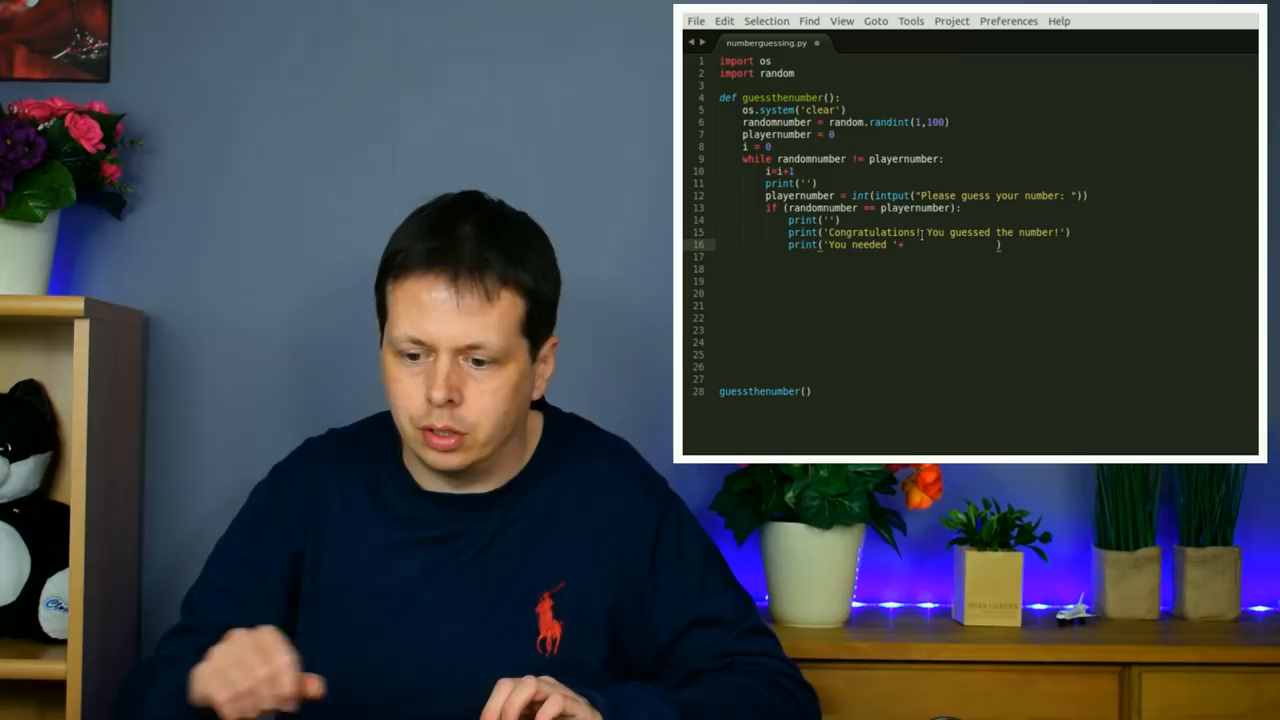 File Edit Selection Find View Goto Tools Project Preferences Help
numberguessing.py
1 import os
2 import random
3
4 def guessthenumber():
5 os.system('clear')
6 randomnumber = random.randint(1,100)
7 playernumber = 0
8 i = 0
9 while randomnumber != playernumber:
10 i=i+1
11 print('')
12 playernumber = int(intput("Please guess your number: "))
13 if (randomnumber == playernumber):
14 print('')
15 print('Congratulations! You guessed the number!')
16 print('You needed '+ )
17
18
19
20
21
22
23
24
25
26
27
28 guessthenumber()
HERB GARDEN